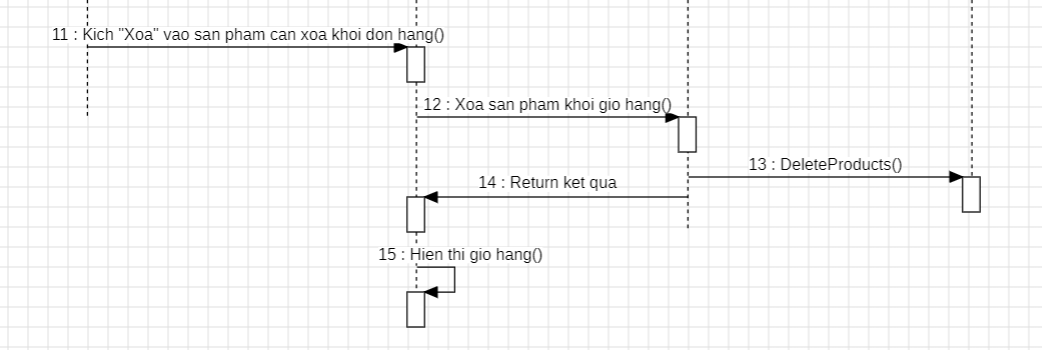 11 : Kich "Xoa" vao san pham can xoa khoi don hang()
12 : Xoa san pham khoi gio hang()
13 : DeleteProducts()
14 : Return ket qua
15 : Hien thi gio hang()